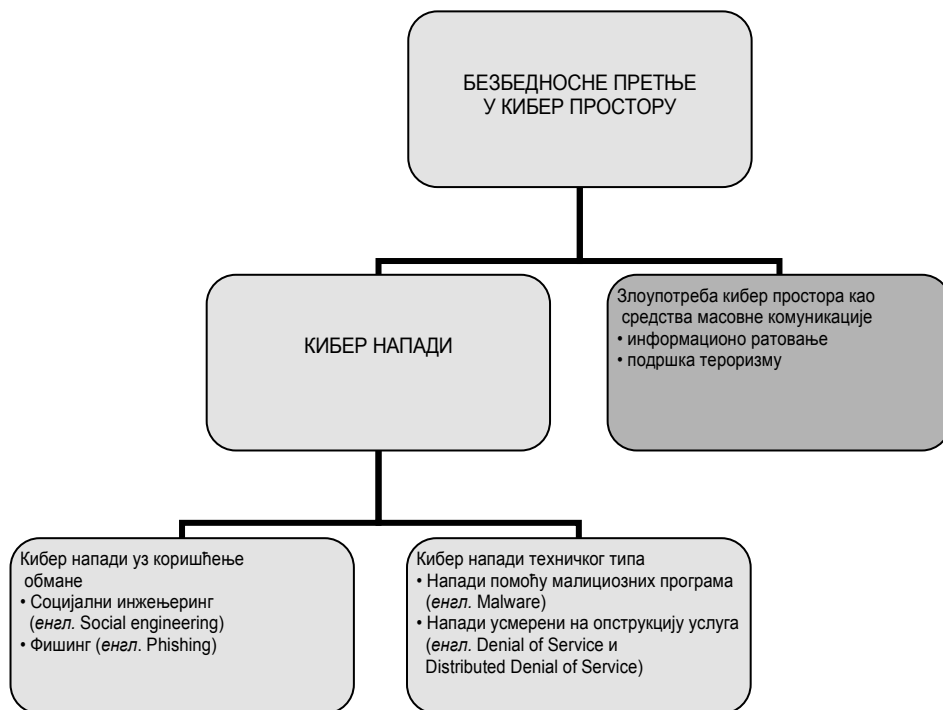 БЕЗБЕДНОСНЕ ПРЕТЊЕ
У КИБЕР ПРОСТОРУ
КИБЕР НАПАДИ
Злоупотреба кибер простора као
средства масовне комуникације
• информационо ратовање
• подршка тероризму
Кибер напади уз коришћење
обмане
• Социјални инжењеринг
(енгл. Social engineering)
• Фишинг (енгл. Phishing)
Кибер напади техничког типа
• Напади помоћу малициозних програма
(енгл. Malware)
• Напади усмерени на опструкцију услуга
(енгл. Denial of Service и
Distributed Denial of Service)